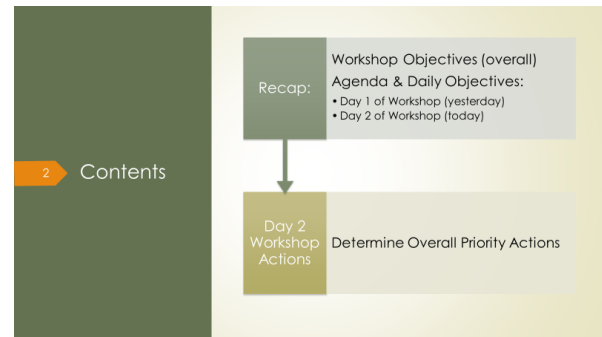 2
Contents
Recap:
Workshop Objectives (overall)
Agenda & Daily Objectives:
• Day 1 of Workshop (yesterday)
• Day 2 of Workshop (today)
Day 2
Workshop
Actions
Determine Overall Priority Actions